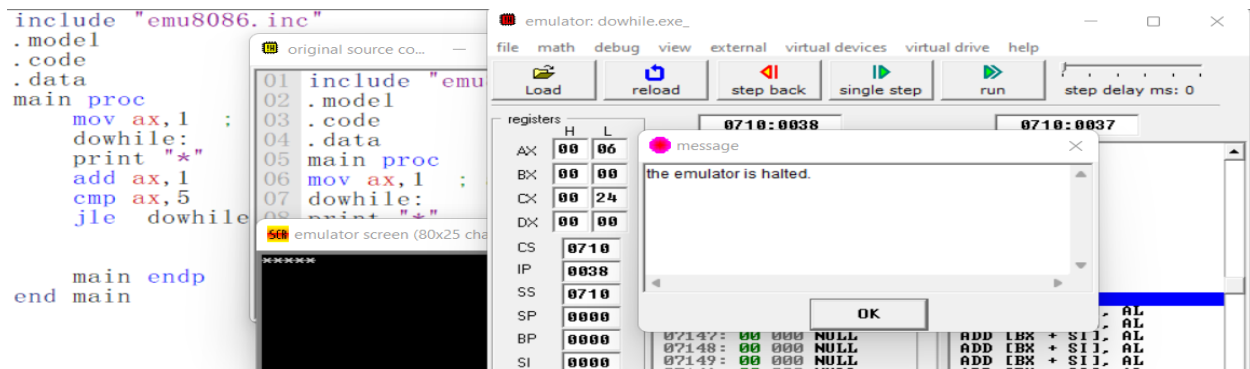 include "emu8086.inc"
.model
.code
.data
main proc
mov ax,1 ;
dowhile:
print "*"
add ax,1
cmp ax,5
jle dowhile
main endp
end main
original source co...
01 include "emu
02 .model
03 .code
04 .data
05 main proc
06 mov ax,1 ;
07 dowhile:
08 print "*"
emulator screen (80x25 cha
*****
emulator: dowhile.exe_
file math debug view external virtual devices virtual drive help
Load reload step back single step run step delay ms: 0
registers
H L
0710:0038 0710:0037
AX 00 06
BX 00 00
CX 00 24
DX 00 00
CS 0710
IP 0038
SS 0710
SP 0000
BP 0000
SI 0000
message
the emulator is halted.
OK
, AL
, AL
07147: 00 000 NULL ADD [BX + SI], AL
07148: 00 000 NULL ADD [BX + SI], AL
07149: 00 000 NULL ADD [BX + SI], AL